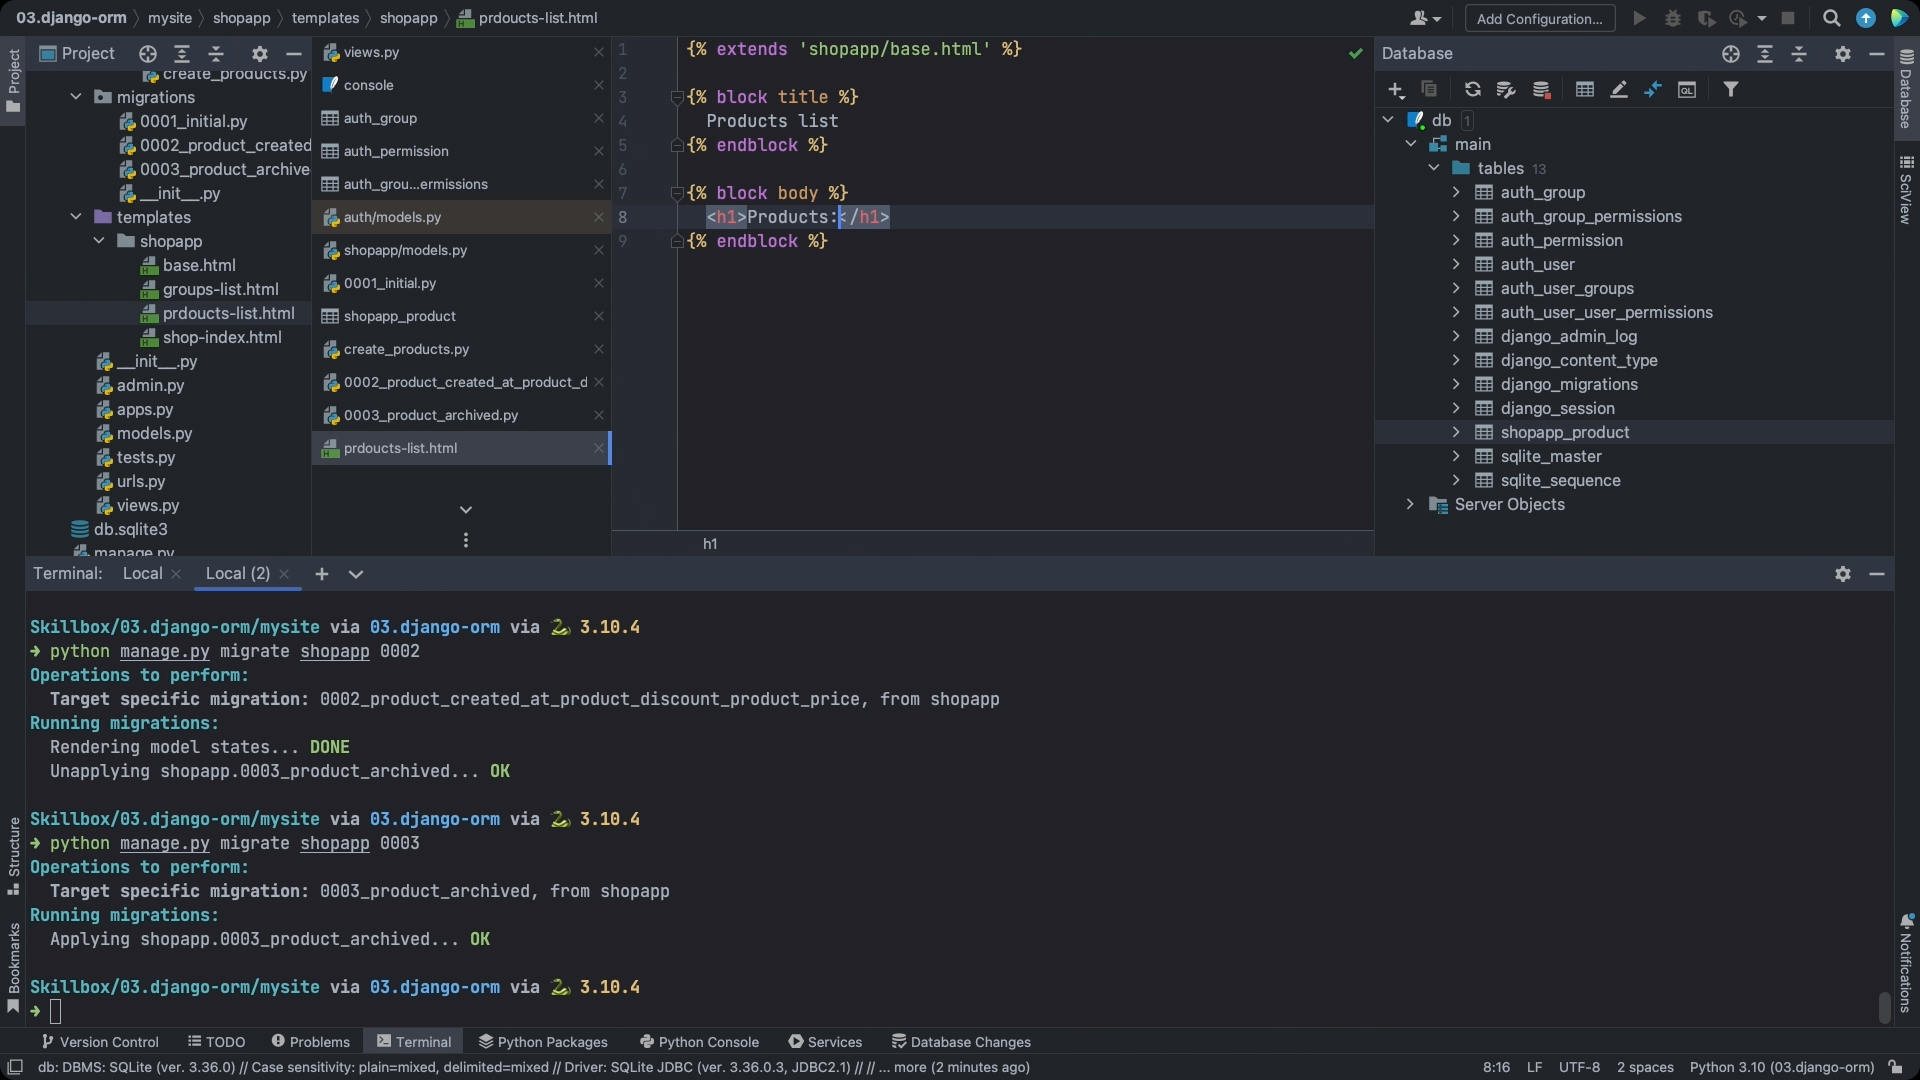 03.django-orm mysite shopapp templates shopapp prdoucts-list.html
Add Configuration...
Project
Project
create_products.py
migrations
0001_initial.py
0002_product_created
0003_product_archive
__init__.py
templates
shopapp
base.html
groups-list.html
prdoucts-list.html
shop-index.html
__init__.py
admin.py
apps.py
models.py
tests.py
urls.py
views.py
db.sqlite3
manage.py
views.py
console
auth_group
auth_permission
auth_grou...ermissions
auth/models.py
shopapp/models.py
0001_initial.py
shopapp_product
create_products.py
0002_product_created_at_product_d
0003_product_archived.py
prdoucts-list.html
1 {% extends 'shopapp/base.html' %}
2
3 {% block title %}
4 Products list
5 {% endblock %}
6
7 {% block body %}
8 <h1>Products:</h1>
9 {% endblock %}
h1
Database
QL
db 1
main
tables 13
auth_group
auth_group_permissions
auth_permission
auth_user
auth_user_groups
auth_user_user_permissions
django_admin_log
django_content_type
django_migrations
django_session
shopapp_product
sqlite_master
sqlite_sequence
Server Objects
Database
SciView
Notifications
Structure
Bookmarks
Terminal: Local Local (2)
Skillbox/03.django-orm/mysite via 03.django-orm via 🐍 3.10.4
➜ python manage.py migrate shopapp 0002
Operations to perform:
Target specific migration: 0002_product_created_at_product_discount_product_price, from shopapp
Running migrations:
Rendering model states... DONE
Unapplying shopapp.0003_product_archived... OK
Skillbox/03.django-orm/mysite via 03.django-orm via 🐍 3.10.4
➜ python manage.py migrate shopapp 0003
Operations to perform:
Target specific migration: 0003_product_archived, from shopapp
Running migrations:
Applying shopapp.0003_product_archived... OK
Skillbox/03.django-orm/mysite via 03.django-orm via 🐍 3.10.4
➜
Version Control TODO Problems Terminal Python Packages Python Console Services Database Changes
db: DBMS: SQLite (ver. 3.36.0) // Case sensitivity: plain=mixed, delimited=mixed // Driver: SQLite JDBC (ver. 3.36.0.3, JDBC2.1) // // ... more (2 minutes ago) 8:16 LF UTF-8 2 spaces Python 3.10 (03.django-orm)